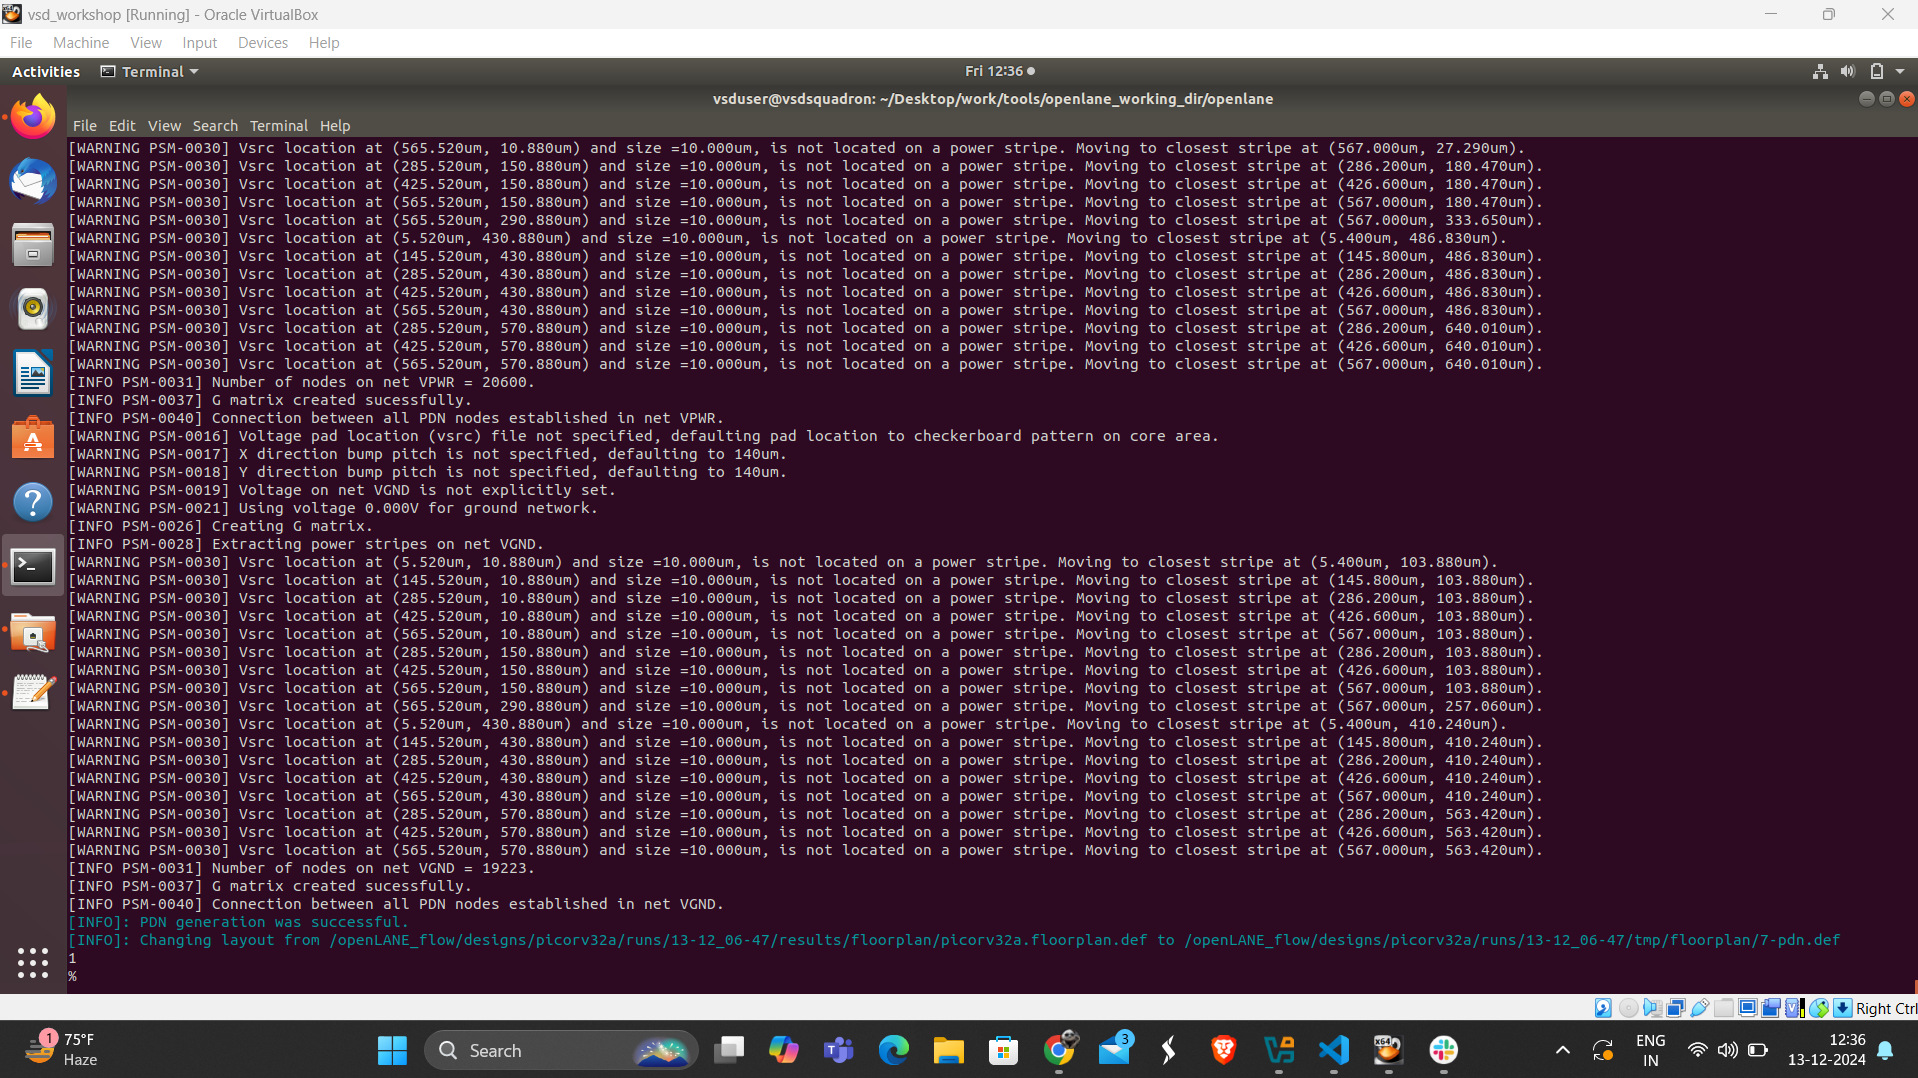 vsd_workshop [Running] - Oracle VirtualBox
File Machine View Input Devices Help
Activities Terminal Fri 12:36
vsduser@vsdsquadron: ~/Desktop/work/tools/openlane_working_dir/openlane
File Edit View Search Terminal Help
[WARNING PSM-0030] Vsrc location at (565.520um, 10.880um) and size =10.000um, is not located on a power stripe. Moving to closest stripe at (567.000um, 27.290um).
[WARNING PSM-0030] Vsrc location at (285.520um, 150.880um) and size =10.000um, is not located on a power stripe. Moving to closest stripe at (286.200um, 180.470um).
[WARNING PSM-0030] Vsrc location at (425.520um, 150.880um) and size =10.000um, is not located on a power stripe. Moving to closest stripe at (426.600um, 180.470um).
[WARNING PSM-0030] Vsrc location at (565.520um, 150.880um) and size =10.000um, is not located on a power stripe. Moving to closest stripe at (567.000um, 180.470um).
[WARNING PSM-0030] Vsrc location at (565.520um, 290.880um) and size =10.000um, is not located on a power stripe. Moving to closest stripe at (567.000um, 333.650um).
[WARNING PSM-0030] Vsrc location at (5.520um, 430.880um) and size =10.000um, is not located on a power stripe. Moving to closest stripe at (5.400um, 486.830um).
[WARNING PSM-0030] Vsrc location at (145.520um, 430.880um) and size =10.000um, is not located on a power stripe. Moving to closest stripe at (145.800um, 486.830um).
[WARNING PSM-0030] Vsrc location at (285.520um, 430.880um) and size =10.000um, is not located on a power stripe. Moving to closest stripe at (286.200um, 486.830um).
[WARNING PSM-0030] Vsrc location at (425.520um, 430.880um) and size =10.000um, is not located on a power stripe. Moving to closest stripe at (426.600um, 486.830um).
[WARNING PSM-0030] Vsrc location at (565.520um, 430.880um) and size =10.000um, is not located on a power stripe. Moving to closest stripe at (567.000um, 486.830um).
[WARNING PSM-0030] Vsrc location at (285.520um, 570.880um) and size =10.000um, is not located on a power stripe. Moving to closest stripe at (286.200um, 640.010um).
[WARNING PSM-0030] Vsrc location at (425.520um, 570.880um) and size =10.000um, is not located on a power stripe. Moving to closest stripe at (426.600um, 640.010um).
[WARNING PSM-0030] Vsrc location at (565.520um, 570.880um) and size =10.000um, is not located on a power stripe. Moving to closest stripe at (567.000um, 640.010um).
[INFO PSM-0031] Number of nodes on net VPWR = 20600.
[INFO PSM-0037] G matrix created sucessfully.
[INFO PSM-0040] Connection between all PDN nodes established in net VPWR.
[WARNING PSM-0016] Voltage pad location (vsrc) file not specified, defaulting pad location to checkerboard pattern on core area.
[WARNING PSM-0017] X direction bump pitch is not specified, defaulting to 140um.
[WARNING PSM-0018] Y direction bump pitch is not specified, defaulting to 140um.
[WARNING PSM-0019] Voltage on net VGND is not explicitly set.
[WARNING PSM-0021] Using voltage 0.000V for ground network.
[INFO PSM-0026] Creating G matrix.
[INFO PSM-0028] Extracting power stripes on net VGND.
[WARNING PSM-0030] Vsrc location at (5.520um, 10.880um) and size =10.000um, is not located on a power stripe. Moving to closest stripe at (5.400um, 103.880um).
[WARNING PSM-0030] Vsrc location at (145.520um, 10.880um) and size =10.000um, is not located on a power stripe. Moving to closest stripe at (145.800um, 103.880um).
[WARNING PSM-0030] Vsrc location at (285.520um, 10.880um) and size =10.000um, is not located on a power stripe. Moving to closest stripe at (286.200um, 103.880um).
[WARNING PSM-0030] Vsrc location at (425.520um, 10.880um) and size =10.000um, is not located on a power stripe. Moving to closest stripe at (426.600um, 103.880um).
[WARNING PSM-0030] Vsrc location at (565.520um, 10.880um) and size =10.000um, is not located on a power stripe. Moving to closest stripe at (567.000um, 103.880um).
[WARNING PSM-0030] Vsrc location at (285.520um, 150.880um) and size =10.000um, is not located on a power stripe. Moving to closest stripe at (286.200um, 103.880um).
[WARNING PSM-0030] Vsrc location at (425.520um, 150.880um) and size =10.000um, is not located on a power stripe. Moving to closest stripe at (426.600um, 103.880um).
[WARNING PSM-0030] Vsrc location at (565.520um, 150.880um) and size =10.000um, is not located on a power stripe. Moving to closest stripe at (567.000um, 103.880um).
[WARNING PSM-0030] Vsrc location at (565.520um, 290.880um) and size =10.000um, is not located on a power stripe. Moving to closest stripe at (567.000um, 257.060um).
[WARNING PSM-0030] Vsrc location at (5.520um, 430.880um) and size =10.000um, is not located on a power stripe. Moving to closest stripe at (5.400um, 410.240um).
[WARNING PSM-0030] Vsrc location at (145.520um, 430.880um) and size =10.000um, is not located on a power stripe. Moving to closest stripe at (145.800um, 410.240um).
[WARNING PSM-0030] Vsrc location at (285.520um, 430.880um) and size =10.000um, is not located on a power stripe. Moving to closest stripe at (286.200um, 410.240um).
[WARNING PSM-0030] Vsrc location at (425.520um, 430.880um) and size =10.000um, is not located on a power stripe. Moving to closest stripe at (426.600um, 410.240um).
[WARNING PSM-0030] Vsrc location at (565.520um, 430.880um) and size =10.000um, is not located on a power stripe. Moving to closest stripe at (567.000um, 410.240um).
[WARNING PSM-0030] Vsrc location at (285.520um, 570.880um) and size =10.000um, is not located on a power stripe. Moving to closest stripe at (286.200um, 563.420um).
[WARNING PSM-0030] Vsrc location at (425.520um, 570.880um) and size =10.000um, is not located on a power stripe. Moving to closest stripe at (426.600um, 563.420um).
[WARNING PSM-0030] Vsrc location at (565.520um, 570.880um) and size =10.000um, is not located on a power stripe. Moving to closest stripe at (567.000um, 563.420um).
[INFO PSM-0031] Number of nodes on net VGND = 19223.
[INFO PSM-0037] G matrix created sucessfully.
[INFO PSM-0040] Connection between all PDN nodes established in net VGND.
[INFO]: PDN generation was successful.
[INFO]: Changing layout from /openLANE_flow/designs/picorv32a/runs/13-12_06-47/results/floorplan/picorv32a.floorplan.def to /openLANE_flow/designs/picorv32a/runs/13-12_06-47/tmp/floorplan/7-pdn.def
1
%
Right Ctrl
1
75°F
Haze
Search
3
ENG
IN
12:36
13-12-2024